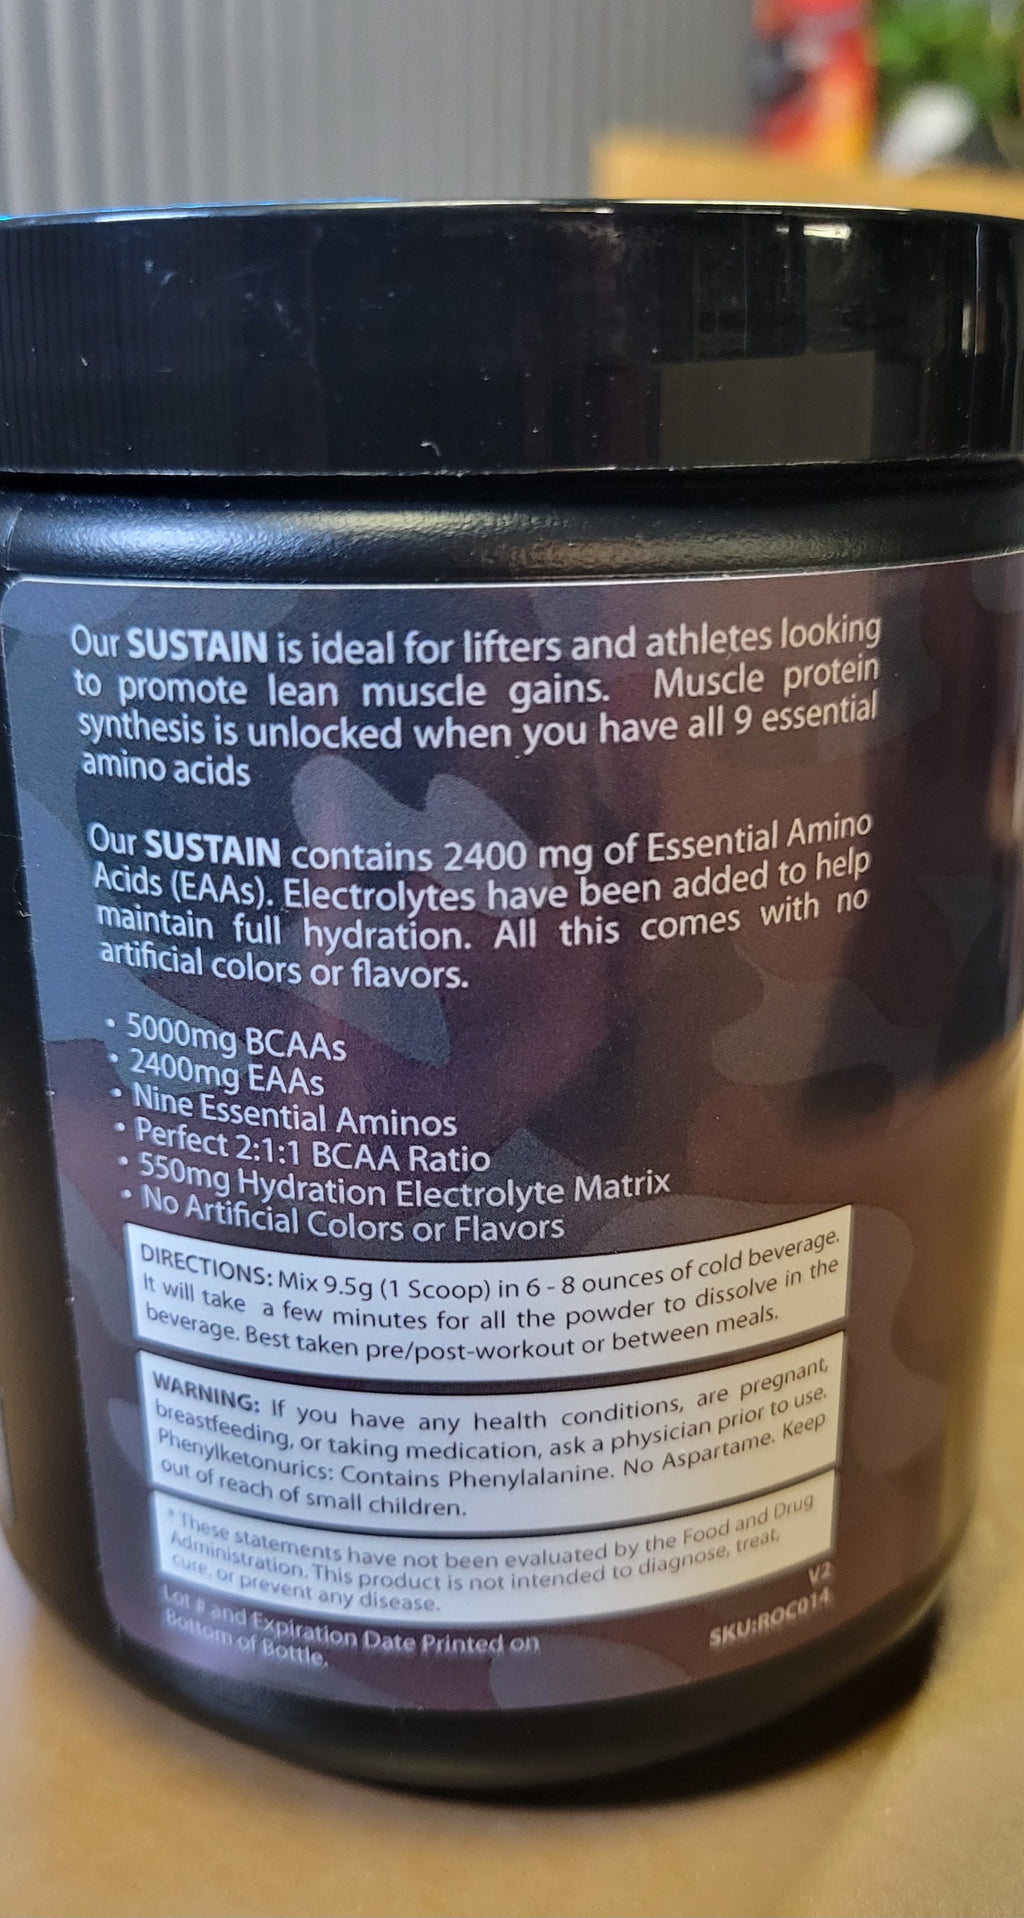 Our SUSTAIN is ideal for lifters and athletes looking
to promote lean muscle gains. Muscle protein
synthesis is unlocked when you have all 9 essential
amino acids
Our SUSTAIN contains 2400 mg of Essential Amino
Acids (EAAs). Electrolytes have been added to help
maintain full hydration. All this comes with no
artificial colors or flavors.
• 5000mg BCAAs
• 2400mg EAAs
• Nine Essential Aminos
• Perfect 2:1:1 BCAA Ratio
• 550mg Hydration Electrolyte Matrix
• No Artificial Colors or Flavors
DIRECTIONS: Mix 9.5g (1 Scoop) in 6 - 8 ounces of cold beverage.
It will take a few minutes for all the powder to dissolve in the
beverage. Best taken pre/post-workout or between meals.
WARNING: If you have any health conditions, are pregnant,
breastfeeding, or taking medication, ask a physician prior to use.
Phenylketonurics: Contains Phenylalanine. No Aspartame. Keep
out of reach of small children.
* These statements have not been evaluated by the Food and Drug
Administration. This product is not intended to diagnose, treat,
cure, or prevent any disease.
Lot # and Expiration Date Printed on
Bottom of Bottle.
V2
SKU:ROC014